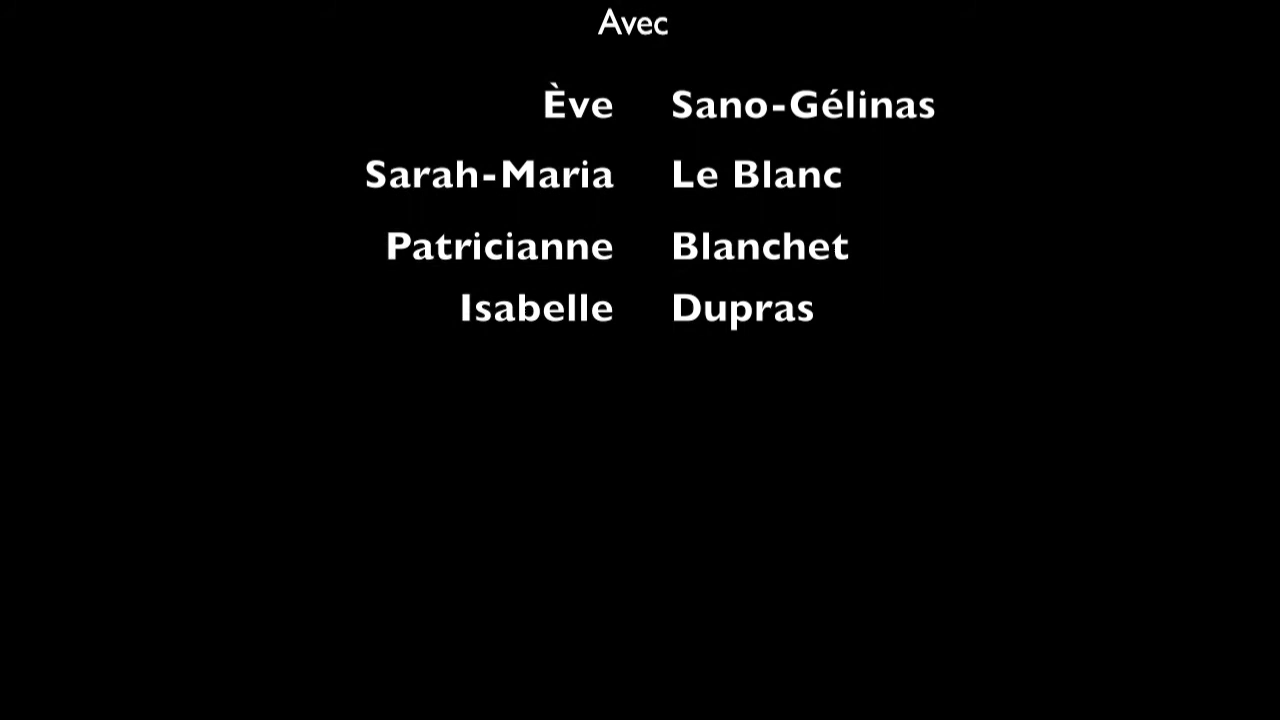 Avec
Ève Sano-Gélinas
Sarah-Maria Le Blanc
Patricianne Blanchet
Isabelle Dupras